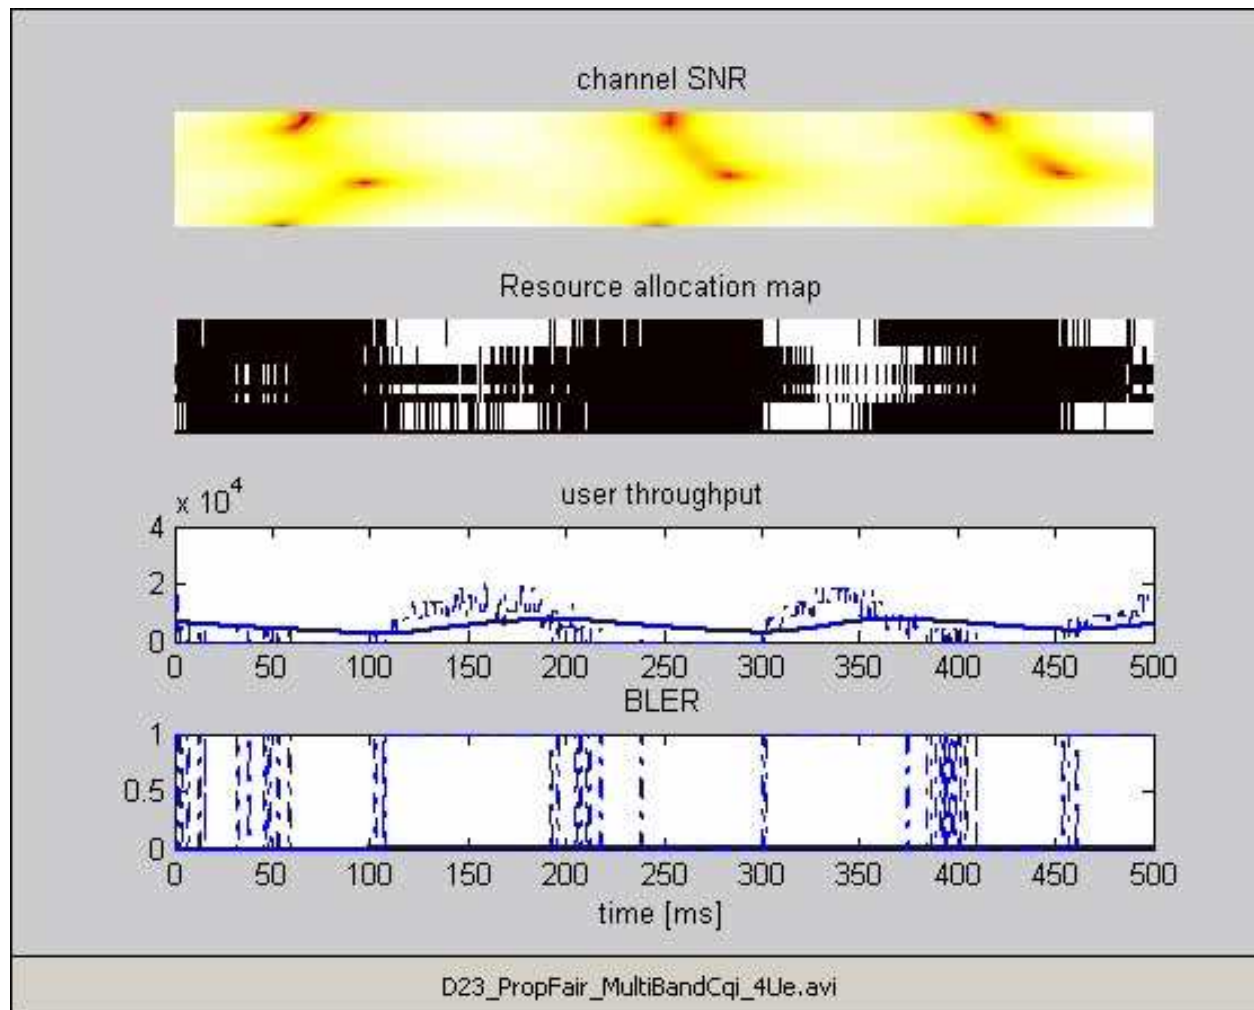 channel SNR
Resource allocation map
x 10^4
user throughput
4
2
0
0 50 100 150 200 250 300 350 400 450 500
BLER
1
0.5
0
0 50 100 150 200 250 300 350 400 450 500
time [ms]
D23_PropFair_MultiBandCqi_4Ue.avi